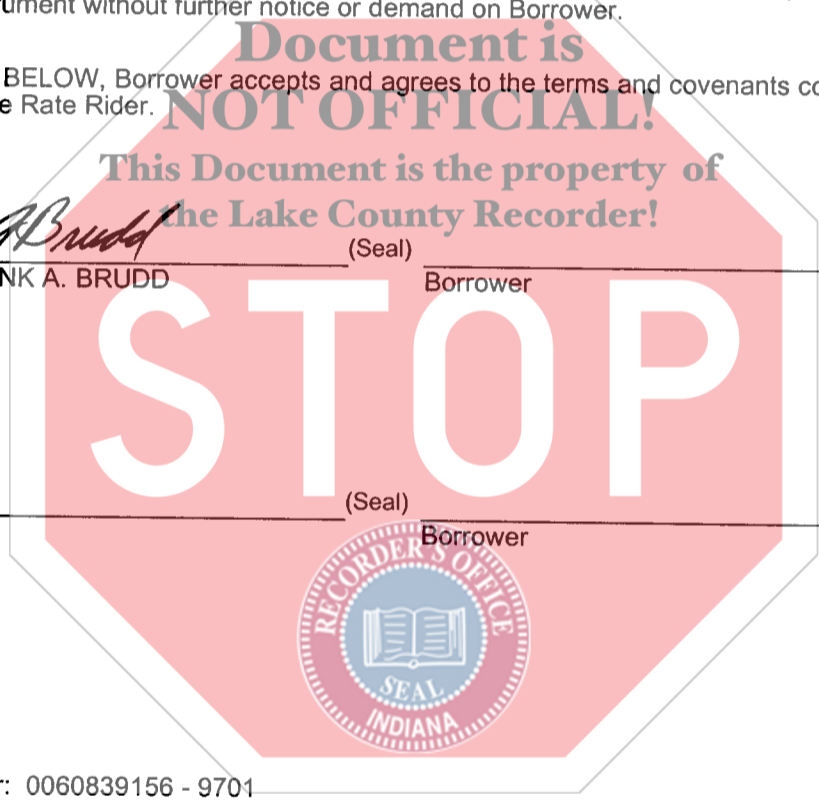 ument without further notice or demand on Borrower.
Document is
BELOW, Borrower accepts and agrees to the terms and covenants co
e Rate Rider.
NOT OFFICIAL!
This Document is the property of
the Lake County Recorder!
Brudd
(Seal)
NK A. BRUDD
Borrower
STOP
(Seal)
Borrower
RECORDER'S OFFICE
SEAL
INDIANA
r: 0060839156 - 9701